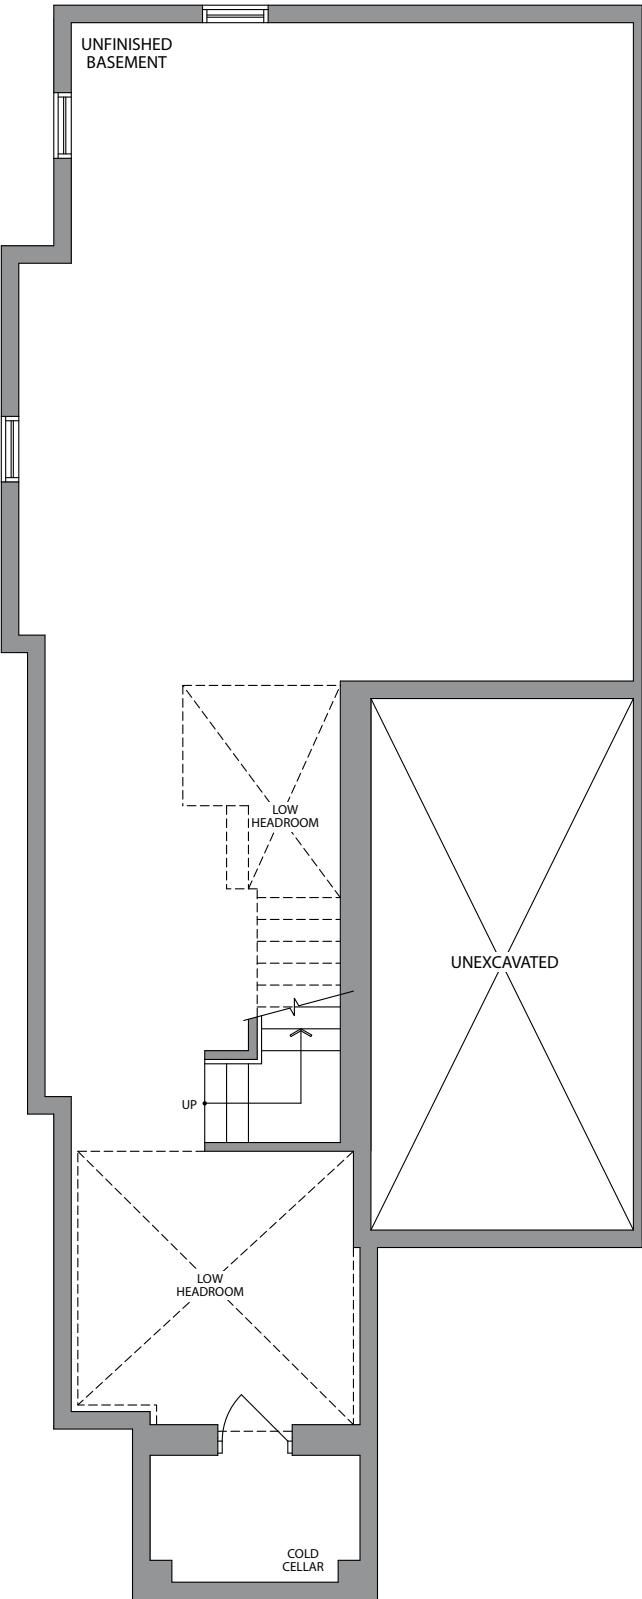 UNFINISHED
BASEMENT
LOW
HEADROOM
UNEXCAVATED
UP
LOW
HEADROOM
COLD
CELLAR